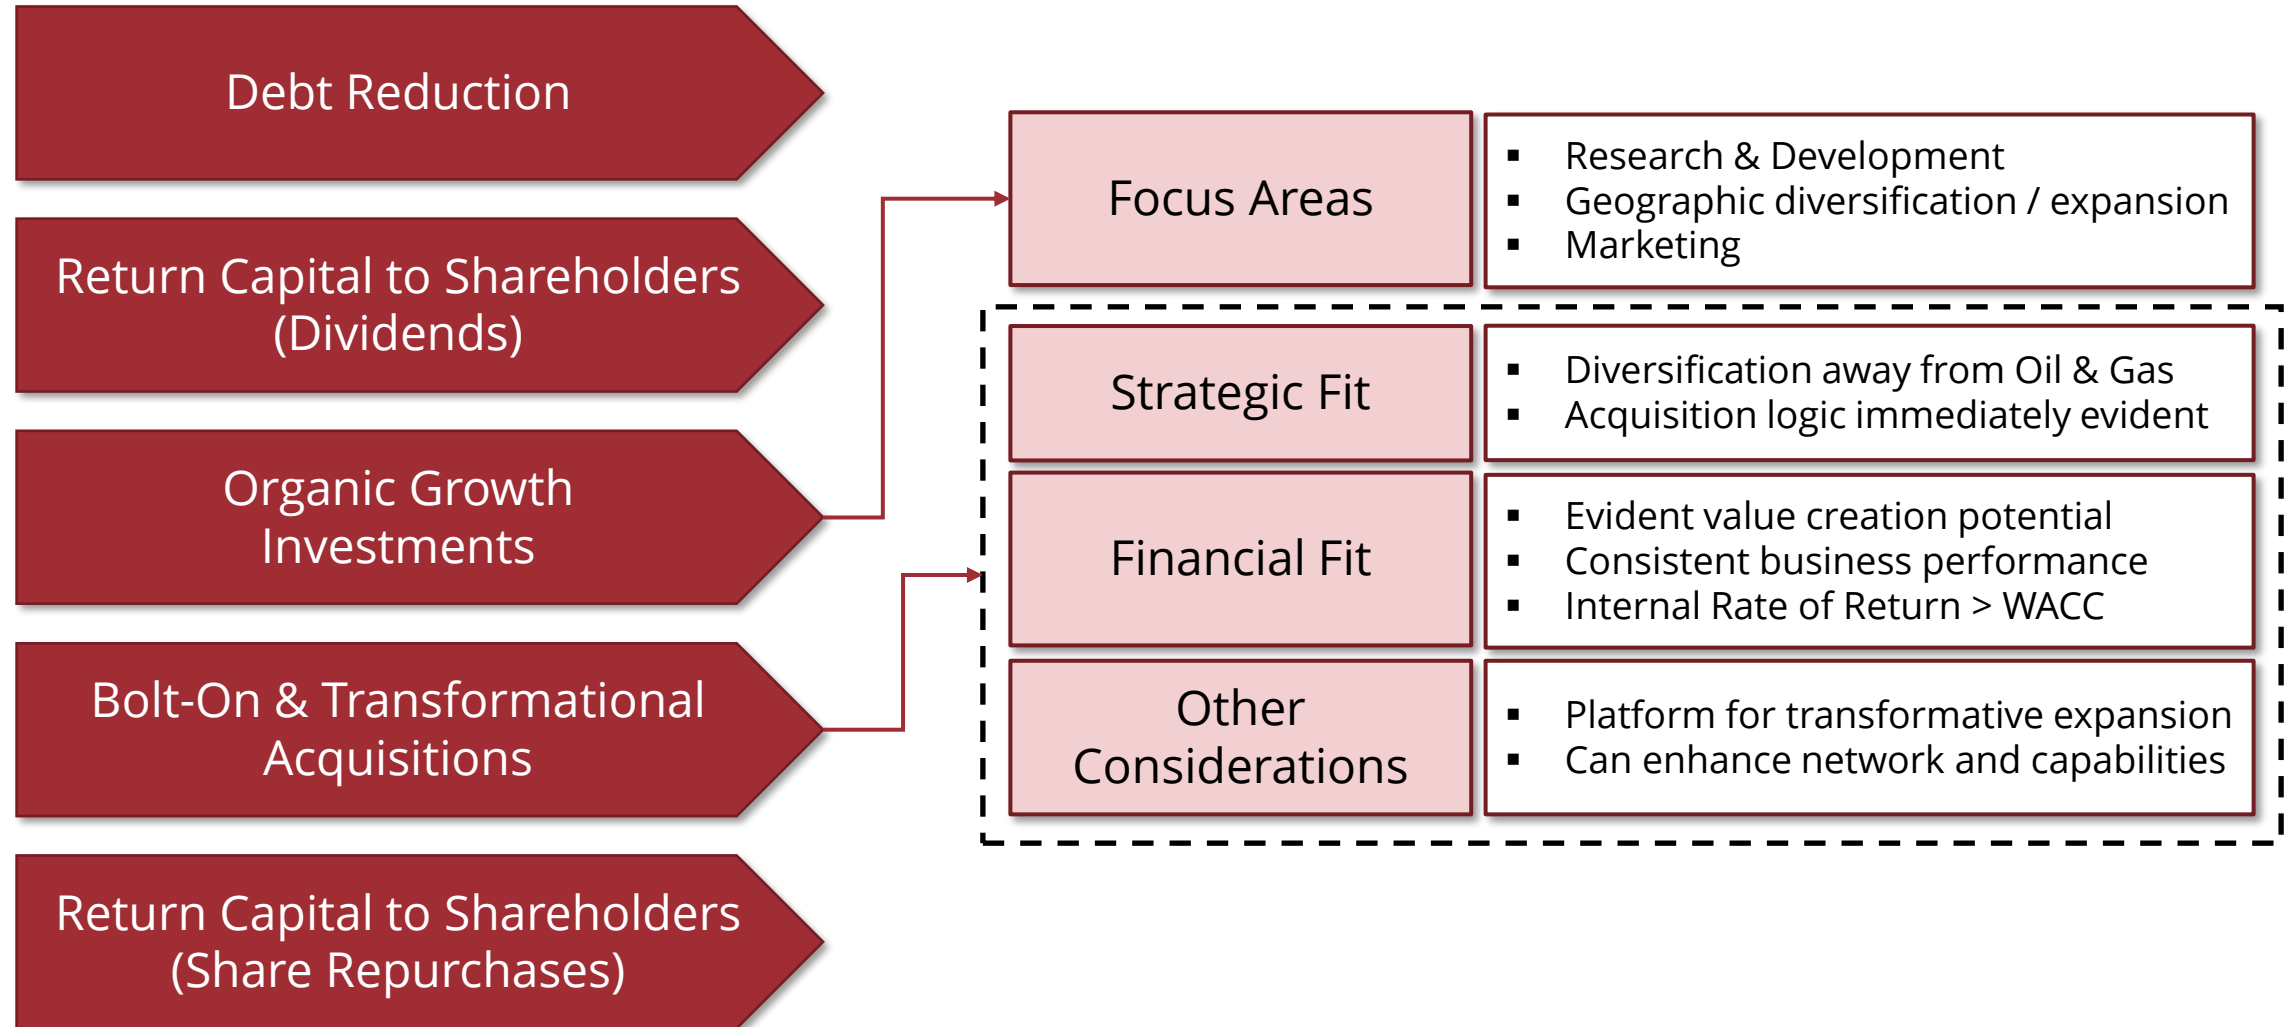 Debt Reduction
Return Capital to Shareholders
(Dividends)
Organic Growth
Investments
Bolt-On & Transformational
Acquisitions
Return Capital to Shareholders
(Share Repurchases)
Focus Areas
▪ Research & Development
▪ Geographic diversification / expansion
▪ Marketing
Strategic Fit
▪ Diversification away from Oil & Gas
▪ Acquisition logic immediately evident
Financial Fit
▪ Evident value creation potential
▪ Consistent business performance
▪ Internal Rate of Return > WACC
Other
Considerations
▪ Platform for transformative expansion
▪ Can enhance network and capabilities